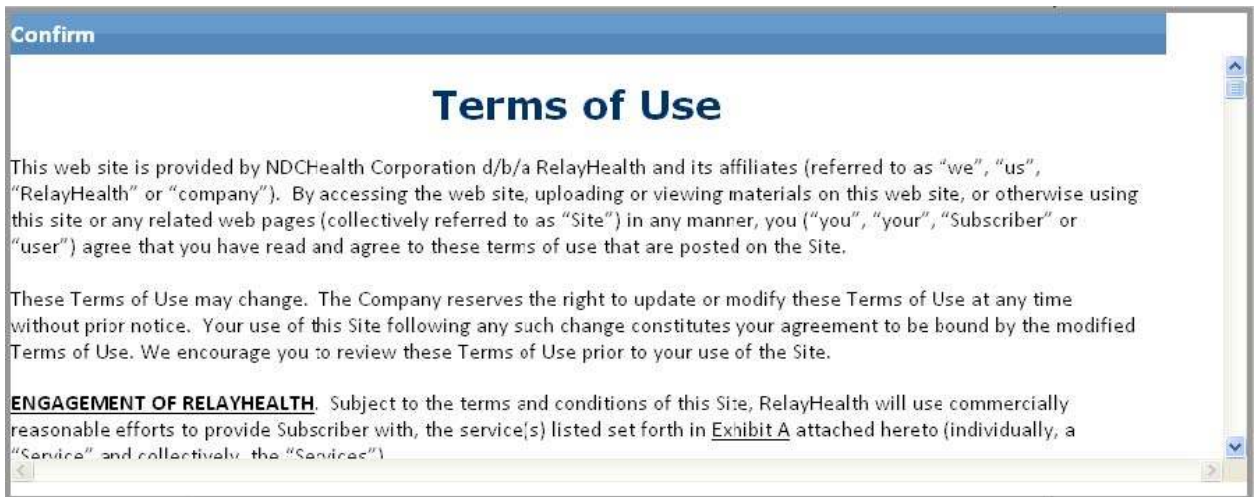 Confirm
Terms of Use
This web site is provided by NDCHealth Corporation d/b/a RelayHealth and its affiliates (referred to as “we”, “us”,
“RelayHealth” or “company”).  By accessing the web site, uploading or viewing materials on this web site, or otherwise using
this site or any related web pages (collectively referred to as “Site”) in any manner, you (“you”, “your”, “Subscriber” or
“user”) agree that you have read and agree to these terms of use that are posted on the Site.
These Terms of Use may change.  The Company reserves the right to update or modify these Terms of Use at any time
without prior notice.  Your use of this Site following any such change constitutes your agreement to be bound by the modified
Terms of Use. We encourage you to review these Terms of Use prior to your use of the Site.
ENGAGEMENT OF RELAYHEALTH.  Subject to the terms and conditions of this Site, RelayHealth will use commercially
reasonable efforts to provide Subscriber with, the service(s) listed set forth in Exhibit A attached hereto (individually, a
“Service” and collectively, the “Services”)